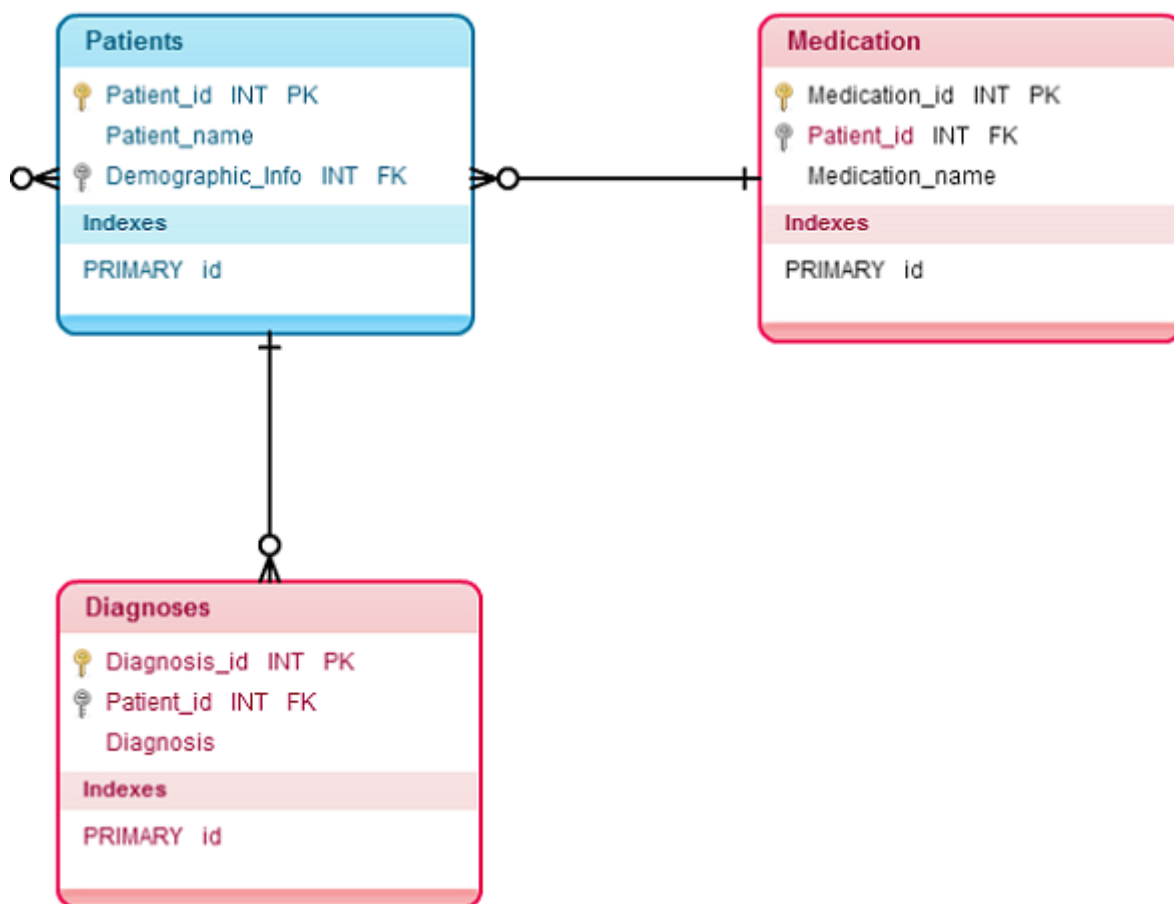 Patients
Patient_id INT PK
Patient_name
Demographic_Info INT FK
Indexes
PRIMARY id
Medication
Medication_id INT PK
Patient_id INT FK
Medication_name
Indexes
PRIMARY id
Diagnoses
Diagnosis_id INT PK
Patient_id INT FK
Diagnosis
Indexes
PRIMARY id